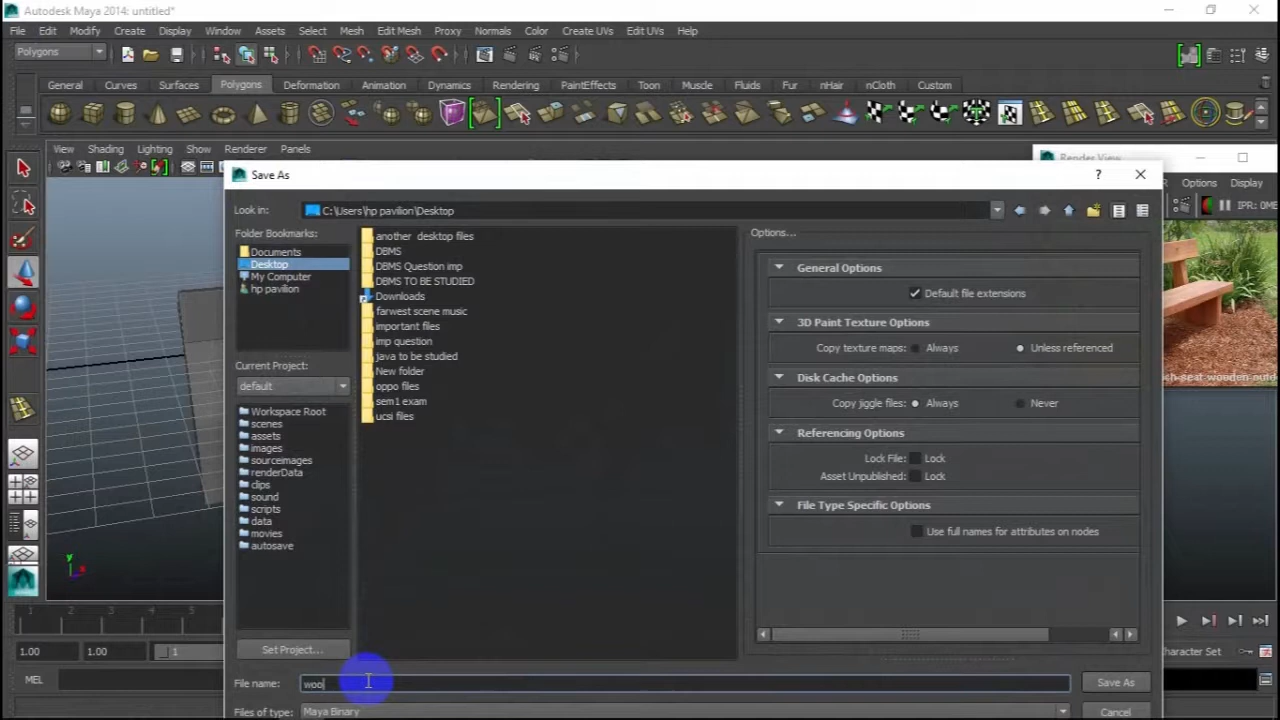 Autodesk Maya 2014: untitled*
File Edit Modify Create Display Window Assets Select Mesh Edit Mesh Proxy Normals Color Create UVs Edit UVs Help
Polygons
General Curves Surfaces Polygons Deformation Animation Dynamics Rendering PaintEffects Toon Muscle Fluids Fur nHair nCloth Custom
View Shading Lighting Show Renderer Panels
Render View
Save As
?
Options Display
IPR: 0ME
Look in: C:\Users\hp pavilion\Desktop
Folder Bookmarks:
Documents
Desktop
My Computer
hp pavilion
Current Project:
default
Workspace Root
scenes
assets
images
sourceimages
renderData
clips
sound
scripts
data
movies
autosave
Set Project...
another desktop files
DBMS
DBMS Question imp
DBMS TO BE STUDIED
Downloads
farwest scene music
important files
imp question
java to be studied
New folder
oppo files
sem1 exam
ucsi files
Options...
General Options
Default file extensions
3D Paint Texture Options
Copy texture maps: Always Unless referenced
Disk Cache Options
Copy jiggle files: Always Never
Referencing Options
Lock File: Lock
Asset Unpublished: Lock
File Type Specific Options
Use full names for attributes on nodes
y
x
1 2 3 4 5
1.00 1.00 1
MEL
File name: woo
Save As
Files of type: Maya Binary
Cancel